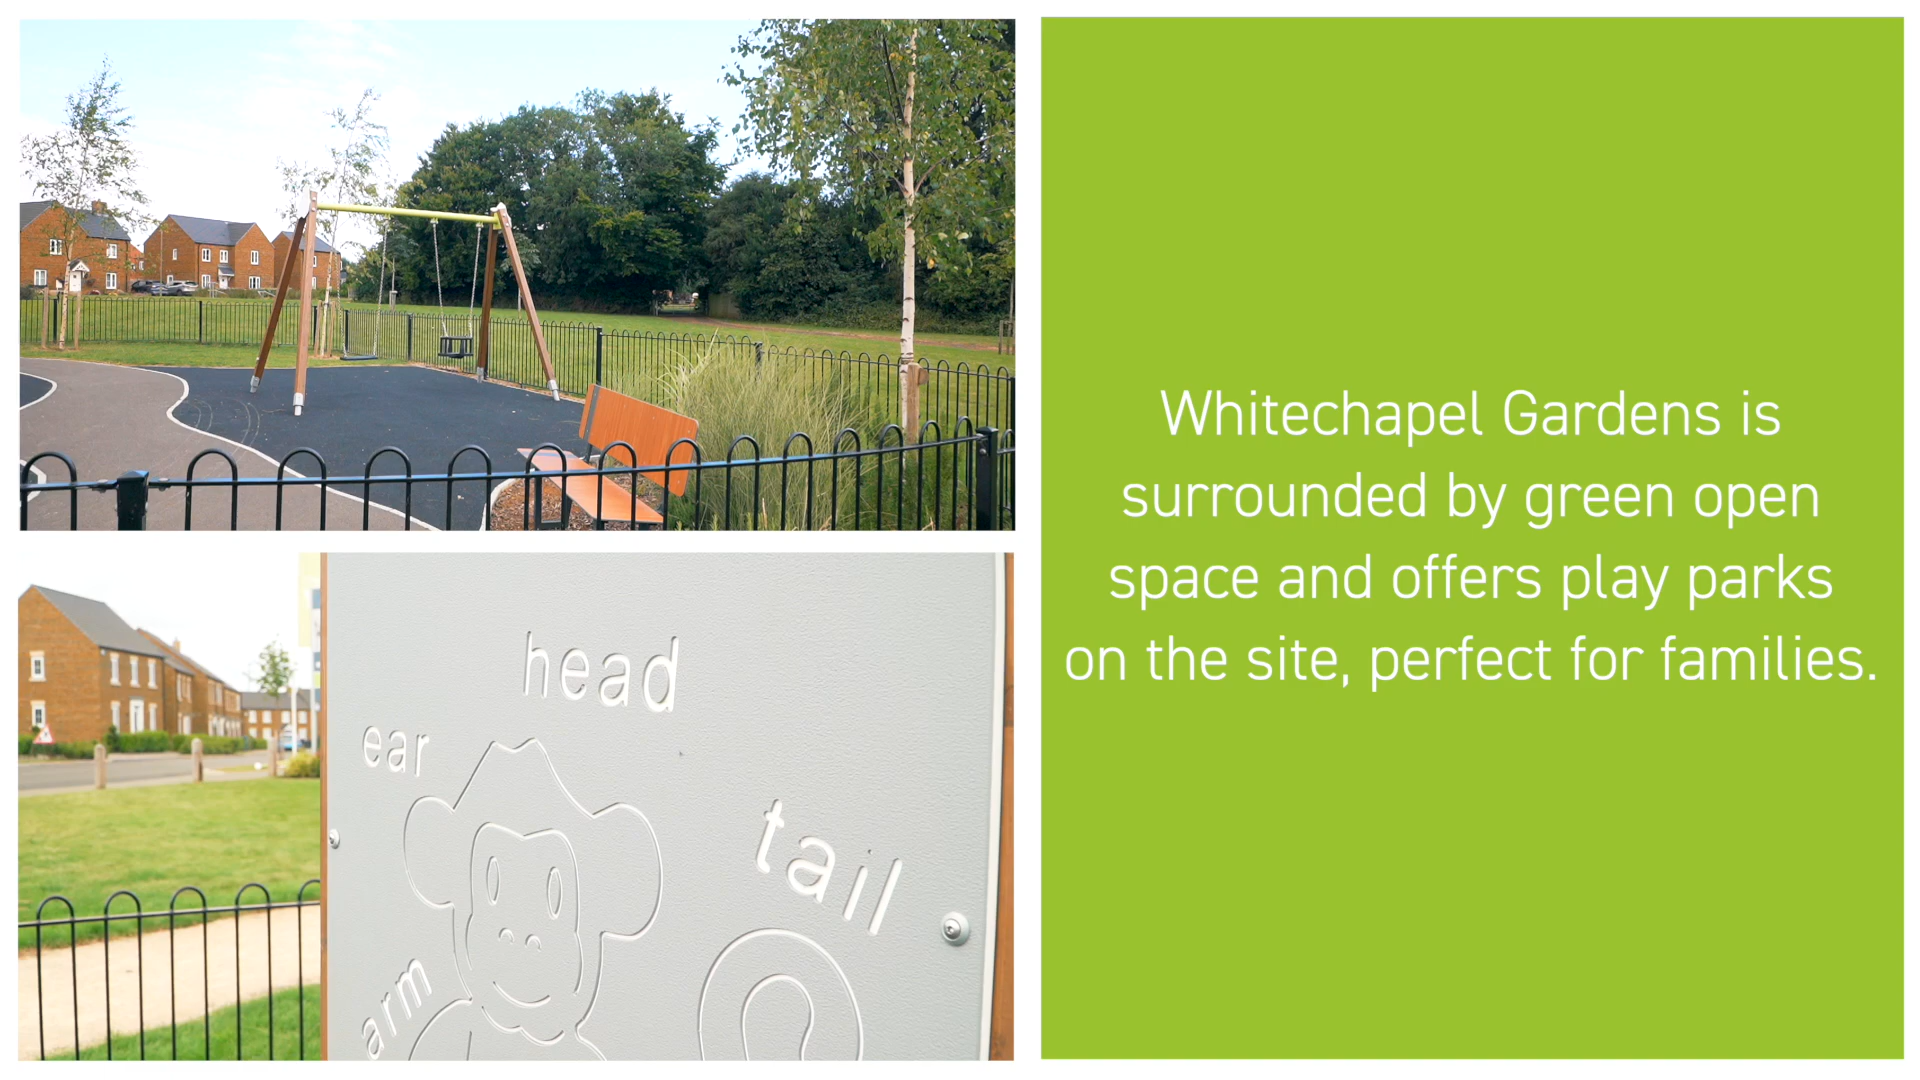 Whitechapel Gardens is
surrounded by green open
space and offers play parks
on the site, perfect for families.
head
ear
tail
arm